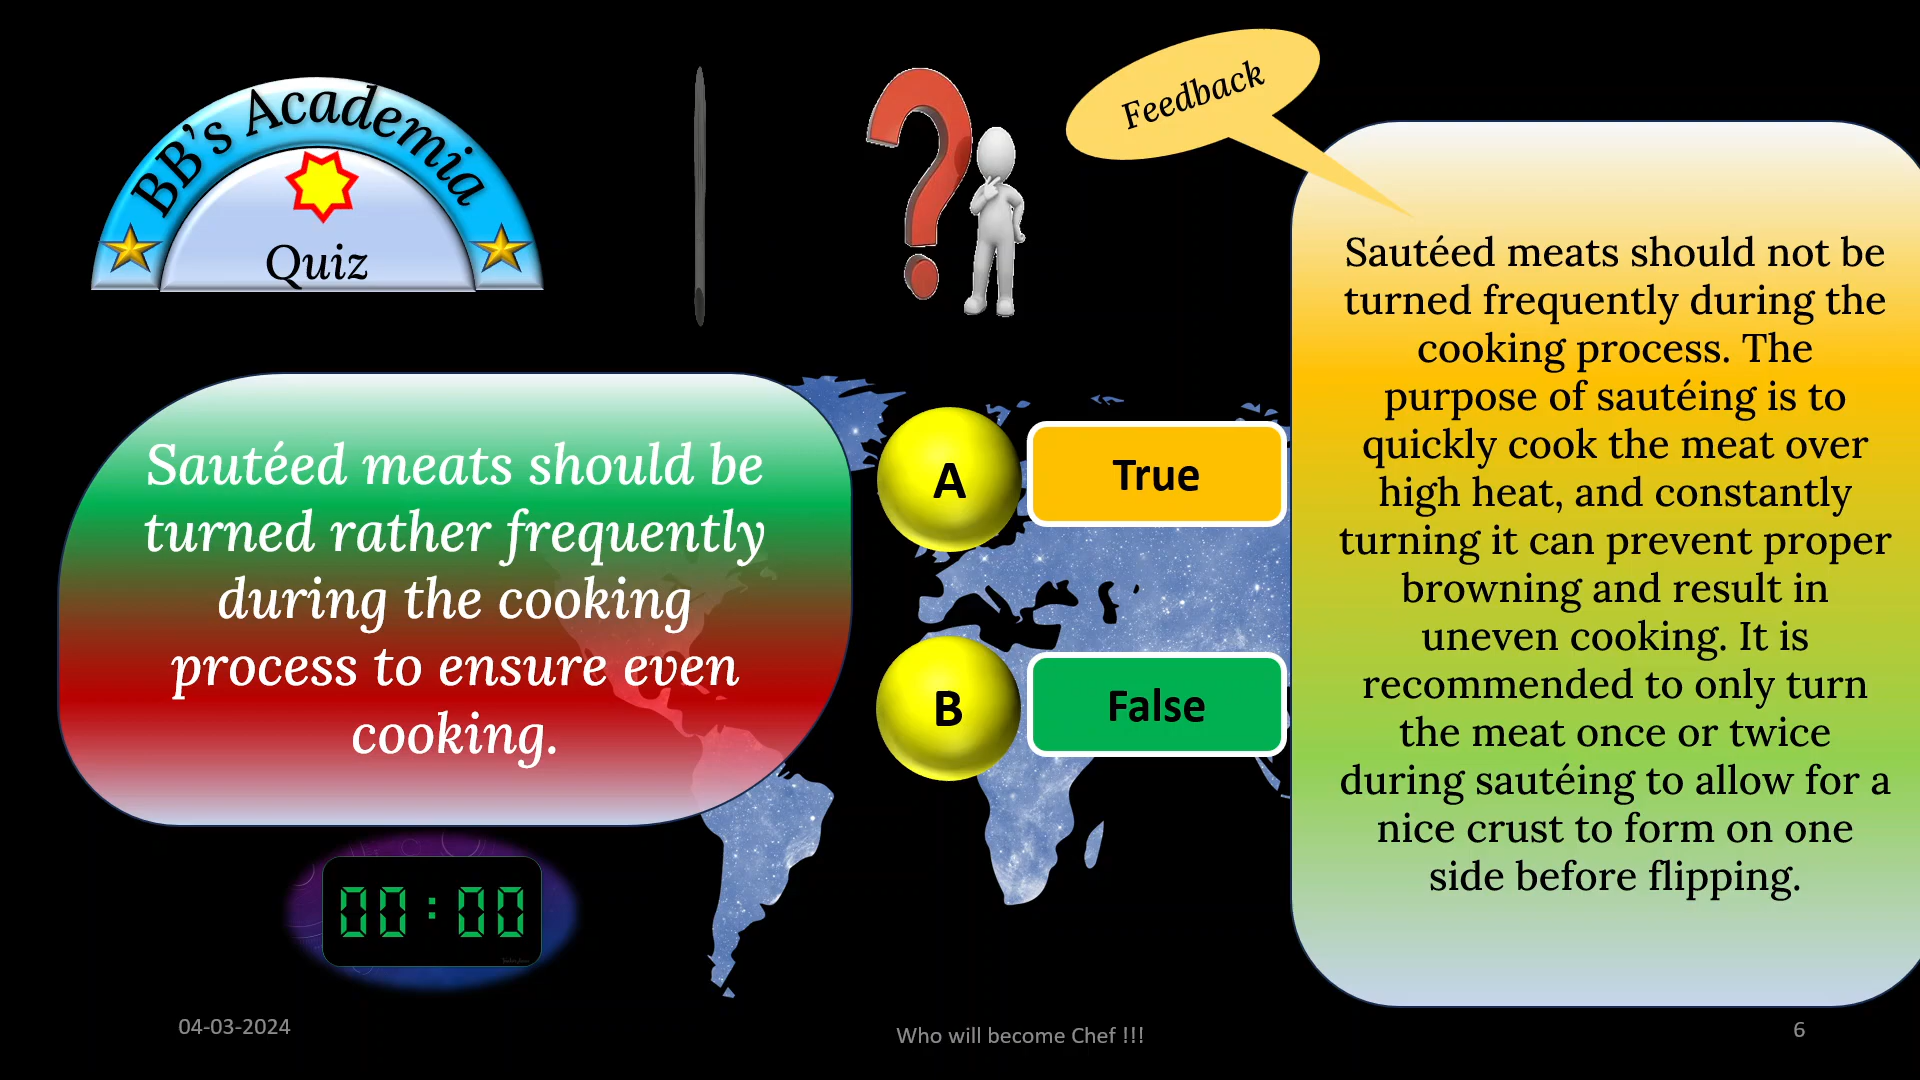 BB's Academia
Quiz
Feedback
Sautéed meats should be
turned rather frequently
during the cooking
process to ensure even
cooking.
A
True
B
False
Sautéed meats should not be
turned frequently during the
cooking process. The
purpose of sautéing is to
quickly cook the meat over
high heat, and constantly
turning it can prevent proper
browning and result in
uneven cooking. It is
recommended to only turn
the meat once or twice
during sautéing to allow for a
nice crust to form on one
side before flipping.
00:00
04-03-2024
Who will become Chef !!!
6